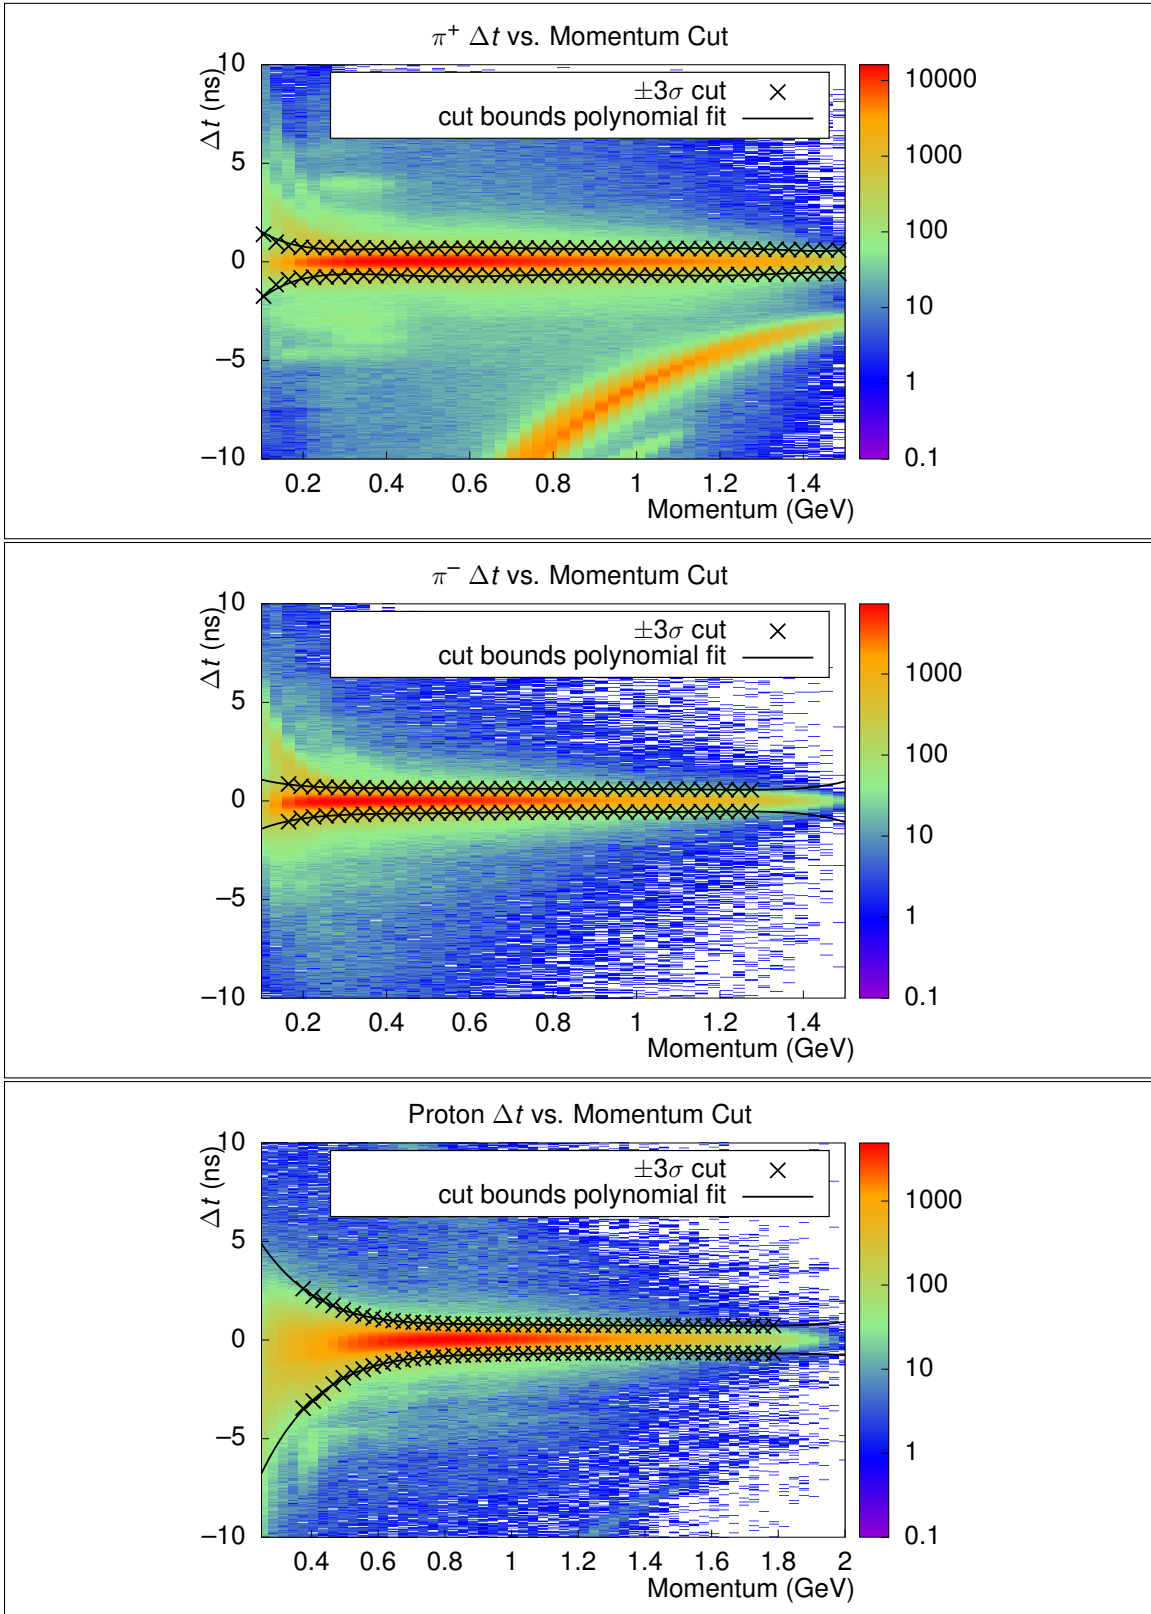 π⁺ Δt vs. Momentum Cut
±3σ cut
cut bounds polynomial fit
Δt (ns)
10
5
0
−5
−10
0.2 0.4 0.6 0.8 1 1.2 1.4
Momentum (GeV)
10000
1000
100
10
1
0.1
π⁻ Δt vs. Momentum Cut
±3σ cut
cut bounds polynomial fit
Δt (ns)
10
5
0
−5
−10
0.2 0.4 0.6 0.8 1 1.2 1.4
Momentum (GeV)
1000
100
10
1
0.1
Proton Δt vs. Momentum Cut
±3σ cut
cut bounds polynomial fit
Δt (ns)
10
5
0
−5
−10
0.4 0.6 0.8 1 1.2 1.4 1.6 1.8 2
Momentum (GeV)
1000
100
10
1
0.1